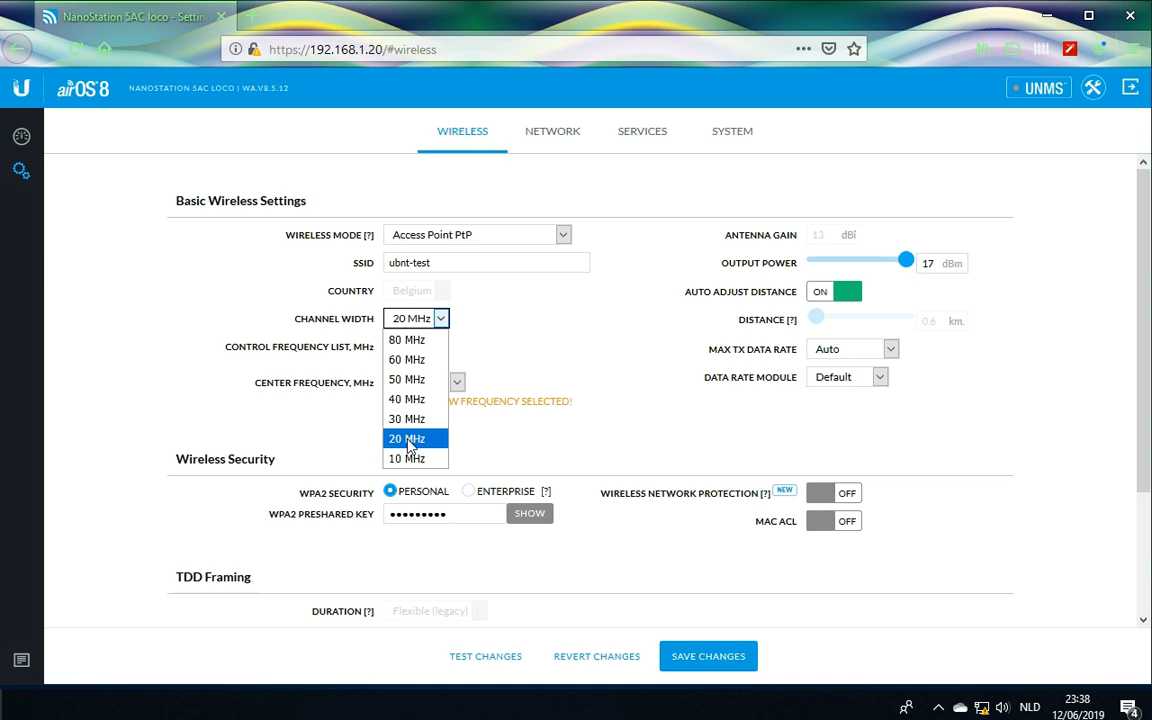 NanoStation 5AC loco - Settin
https://192.168.1.20/#wireless
airOS 8
NANOSTATION 5AC LOCO | WA.V8.5.12
UNMS
WIRELESS NETWORK SERVICES SYSTEM
Basic Wireless Settings
WIRELESS MODE [?] Access Point PtP
ANTENNA GAIN 13 dBi
SSID ubnt-test
OUTPUT POWER 17 dBm
COUNTRY Belgium
AUTO ADJUST DISTANCE ON
CHANNEL WIDTH 20 MHz
DISTANCE [?] 0.6 km.
80 MHz
CONTROL FREQUENCY LIST, MHz
60 MHz
MAX TX DATA RATE Auto
50 MHz
CENTER FREQUENCY, MHz
DATA RATE MODULE Default
40 MHz
W FREQUENCY SELECTED!
30 MHz
20 MHz
10 MHz
Wireless Security
WPA2 SECURITY PERSONAL ENTERPRISE [?]
WIRELESS NETWORK PROTECTION [?] NEW OFF
WPA2 PRESHARED KEY ●●●●●●●●● SHOW
MAC ACL OFF
TDD Framing
DURATION [?] Flexible (legacy)
TEST CHANGES REVERT CHANGES SAVE CHANGES
NLD
23:38
12/06/2019
4